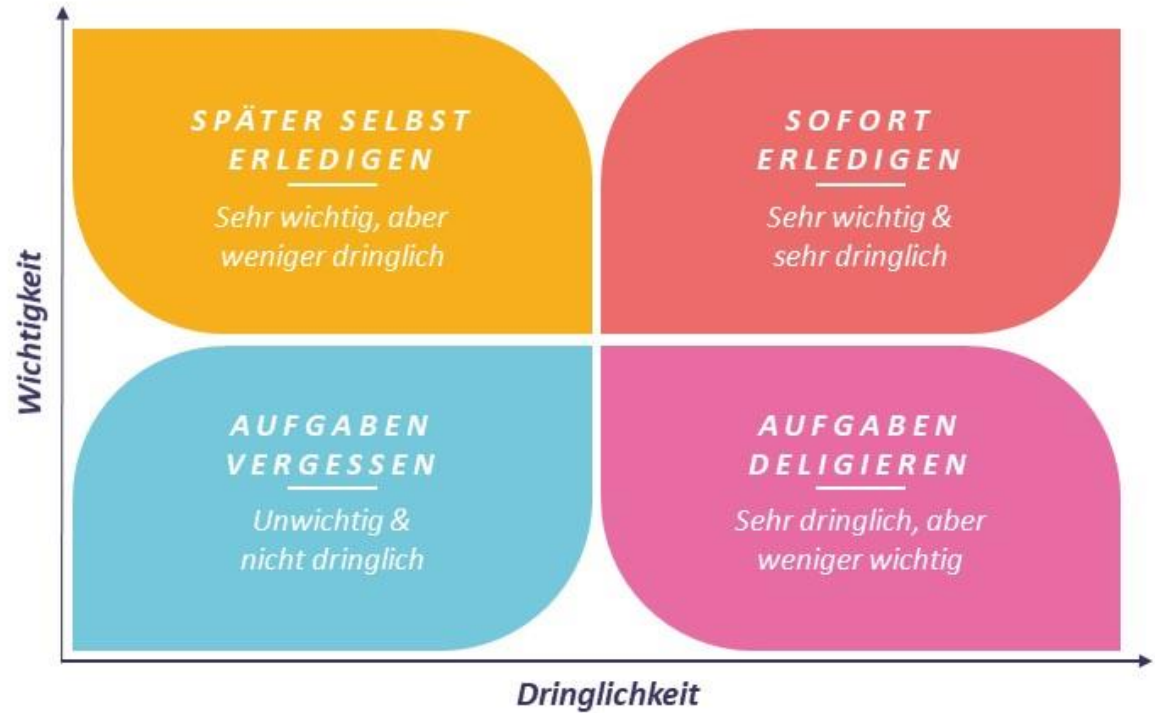 SPÄTER SELBST
ERLEDIGEN
Sehr wichtig, aber
weniger dringlich
SOFORT
ERLEDIGEN
Sehr wichtig &
sehr dringlich
Wichtigkeit
AUFGABEN
VERGESSEN
Unwichtig &
nicht dringlich
AUFGABEN
DELIGIEREN
Sehr dringlich, aber
weniger wichtig
Dringlichkeit